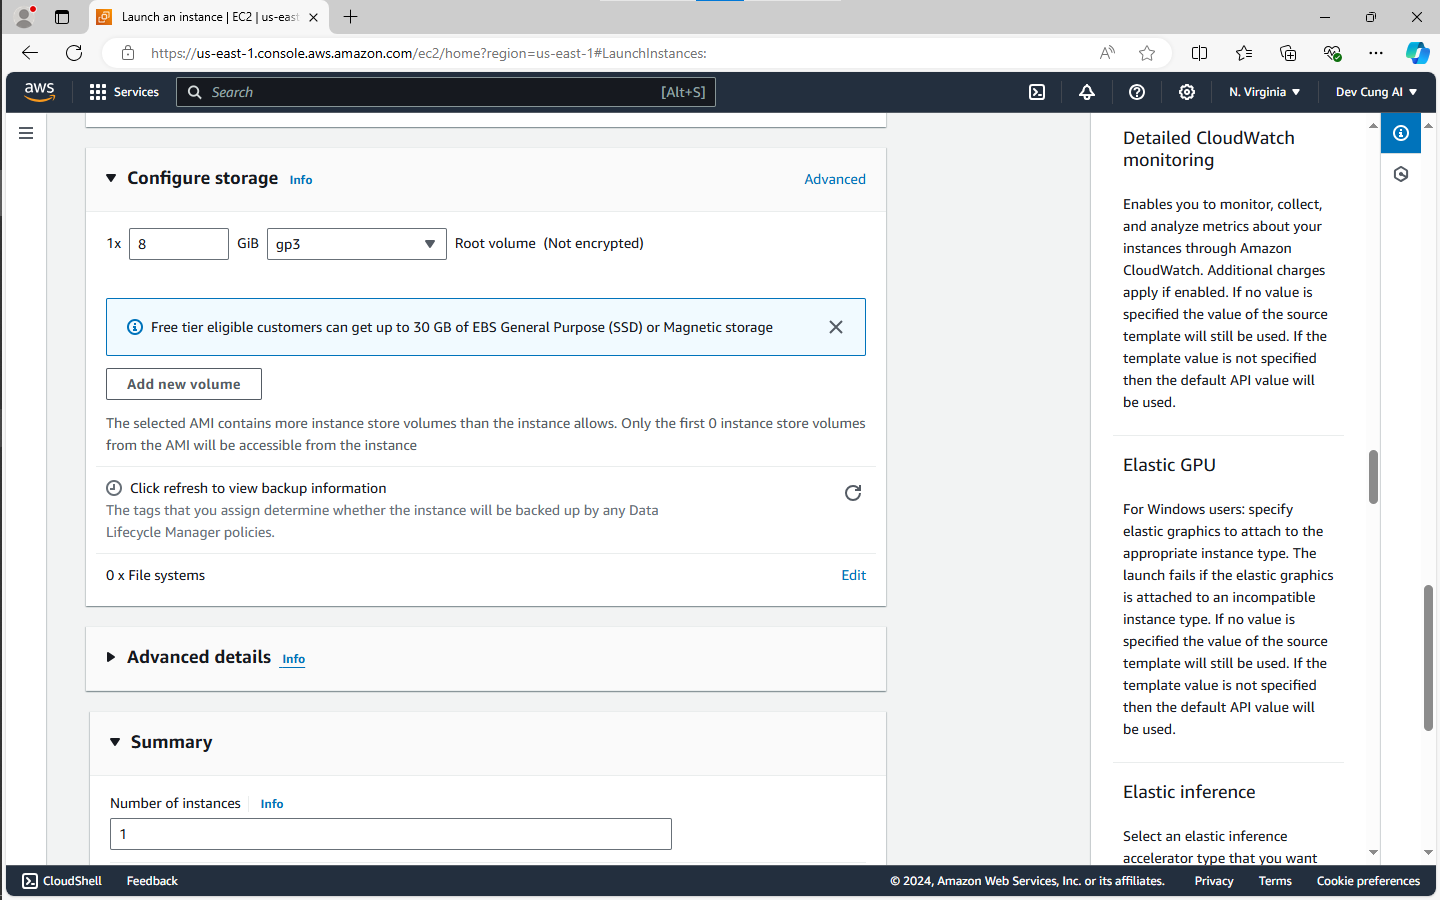 Launch an instance | EC2 | us-east
https://us-east-1.console.aws.amazon.com/ec2/home?region=us-east-1#LaunchInstances:
aws
Services
Search
[Alt+S]
N. Virginia
Dev Cung AI
Configure storage
Info
Advanced
1x
8
GiB
gp3
Root volume (Not encrypted)
Free tier eligible customers can get up to 30 GB of EBS General Purpose (SSD) or Magnetic storage
Add new volume
The selected AMI contains more instance store volumes than the instance allows. Only the first 0 instance store volumes
from the AMI will be accessible from the instance
Click refresh to view backup information
The tags that you assign determine whether the instance will be backed up by any Data
Lifecycle Manager policies.
0 x File systems
Edit
Advanced details
Info
Summary
Number of instances
Info
1
Detailed CloudWatch
monitoring
Enables you to monitor, collect,
and analyze metrics about your
instances through Amazon
CloudWatch. Additional charges
apply if enabled. If no value is
specified the value of the source
template will still be used. If the
template value is not specified
then the default API value will
be used.
Elastic GPU
For Windows users: specify
elastic graphics to attach to the
appropriate instance type. The
launch fails if the elastic graphics
is attached to an incompatible
instance type. If no value is
specified the value of the source
template will still be used. If the
template value is not specified
then the default API value will
be used.
Elastic inference
Select an elastic inference
accelerator type that you want
CloudShell
Feedback
© 2024, Amazon Web Services, Inc. or its affiliates.
Privacy
Terms
Cookie preferences